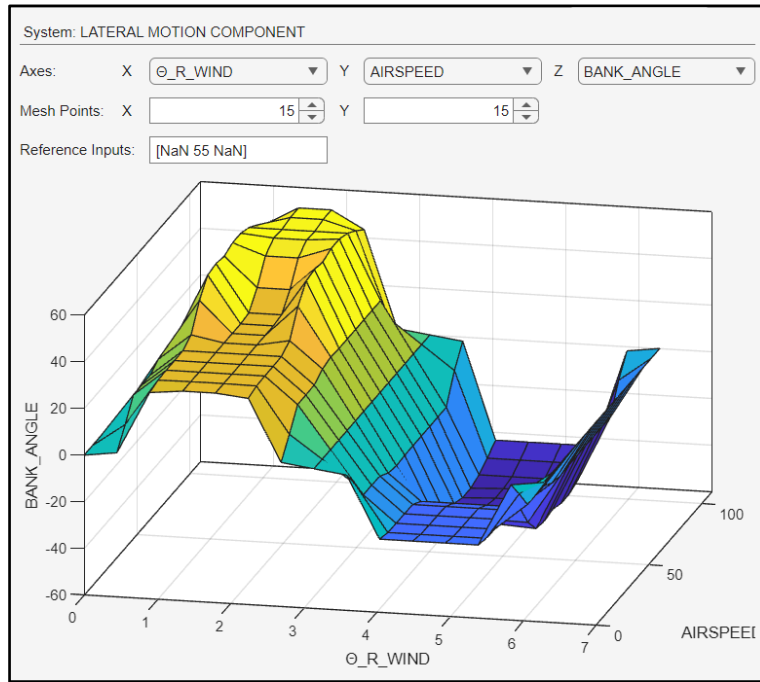 System: LATERAL MOTION COMPONENT
Axes: X Θ_R_WIND Y AIRSPEED Z BANK_ANGLE
Mesh Points: X 15 Y 15
Reference Inputs: [NaN 55 NaN]
60
40
20
0
-20
-40
-60
BANK_ANGLE
0 1 2 3 4 5 6 7
Θ_R_WIND
0 50 100
AIRSPEE